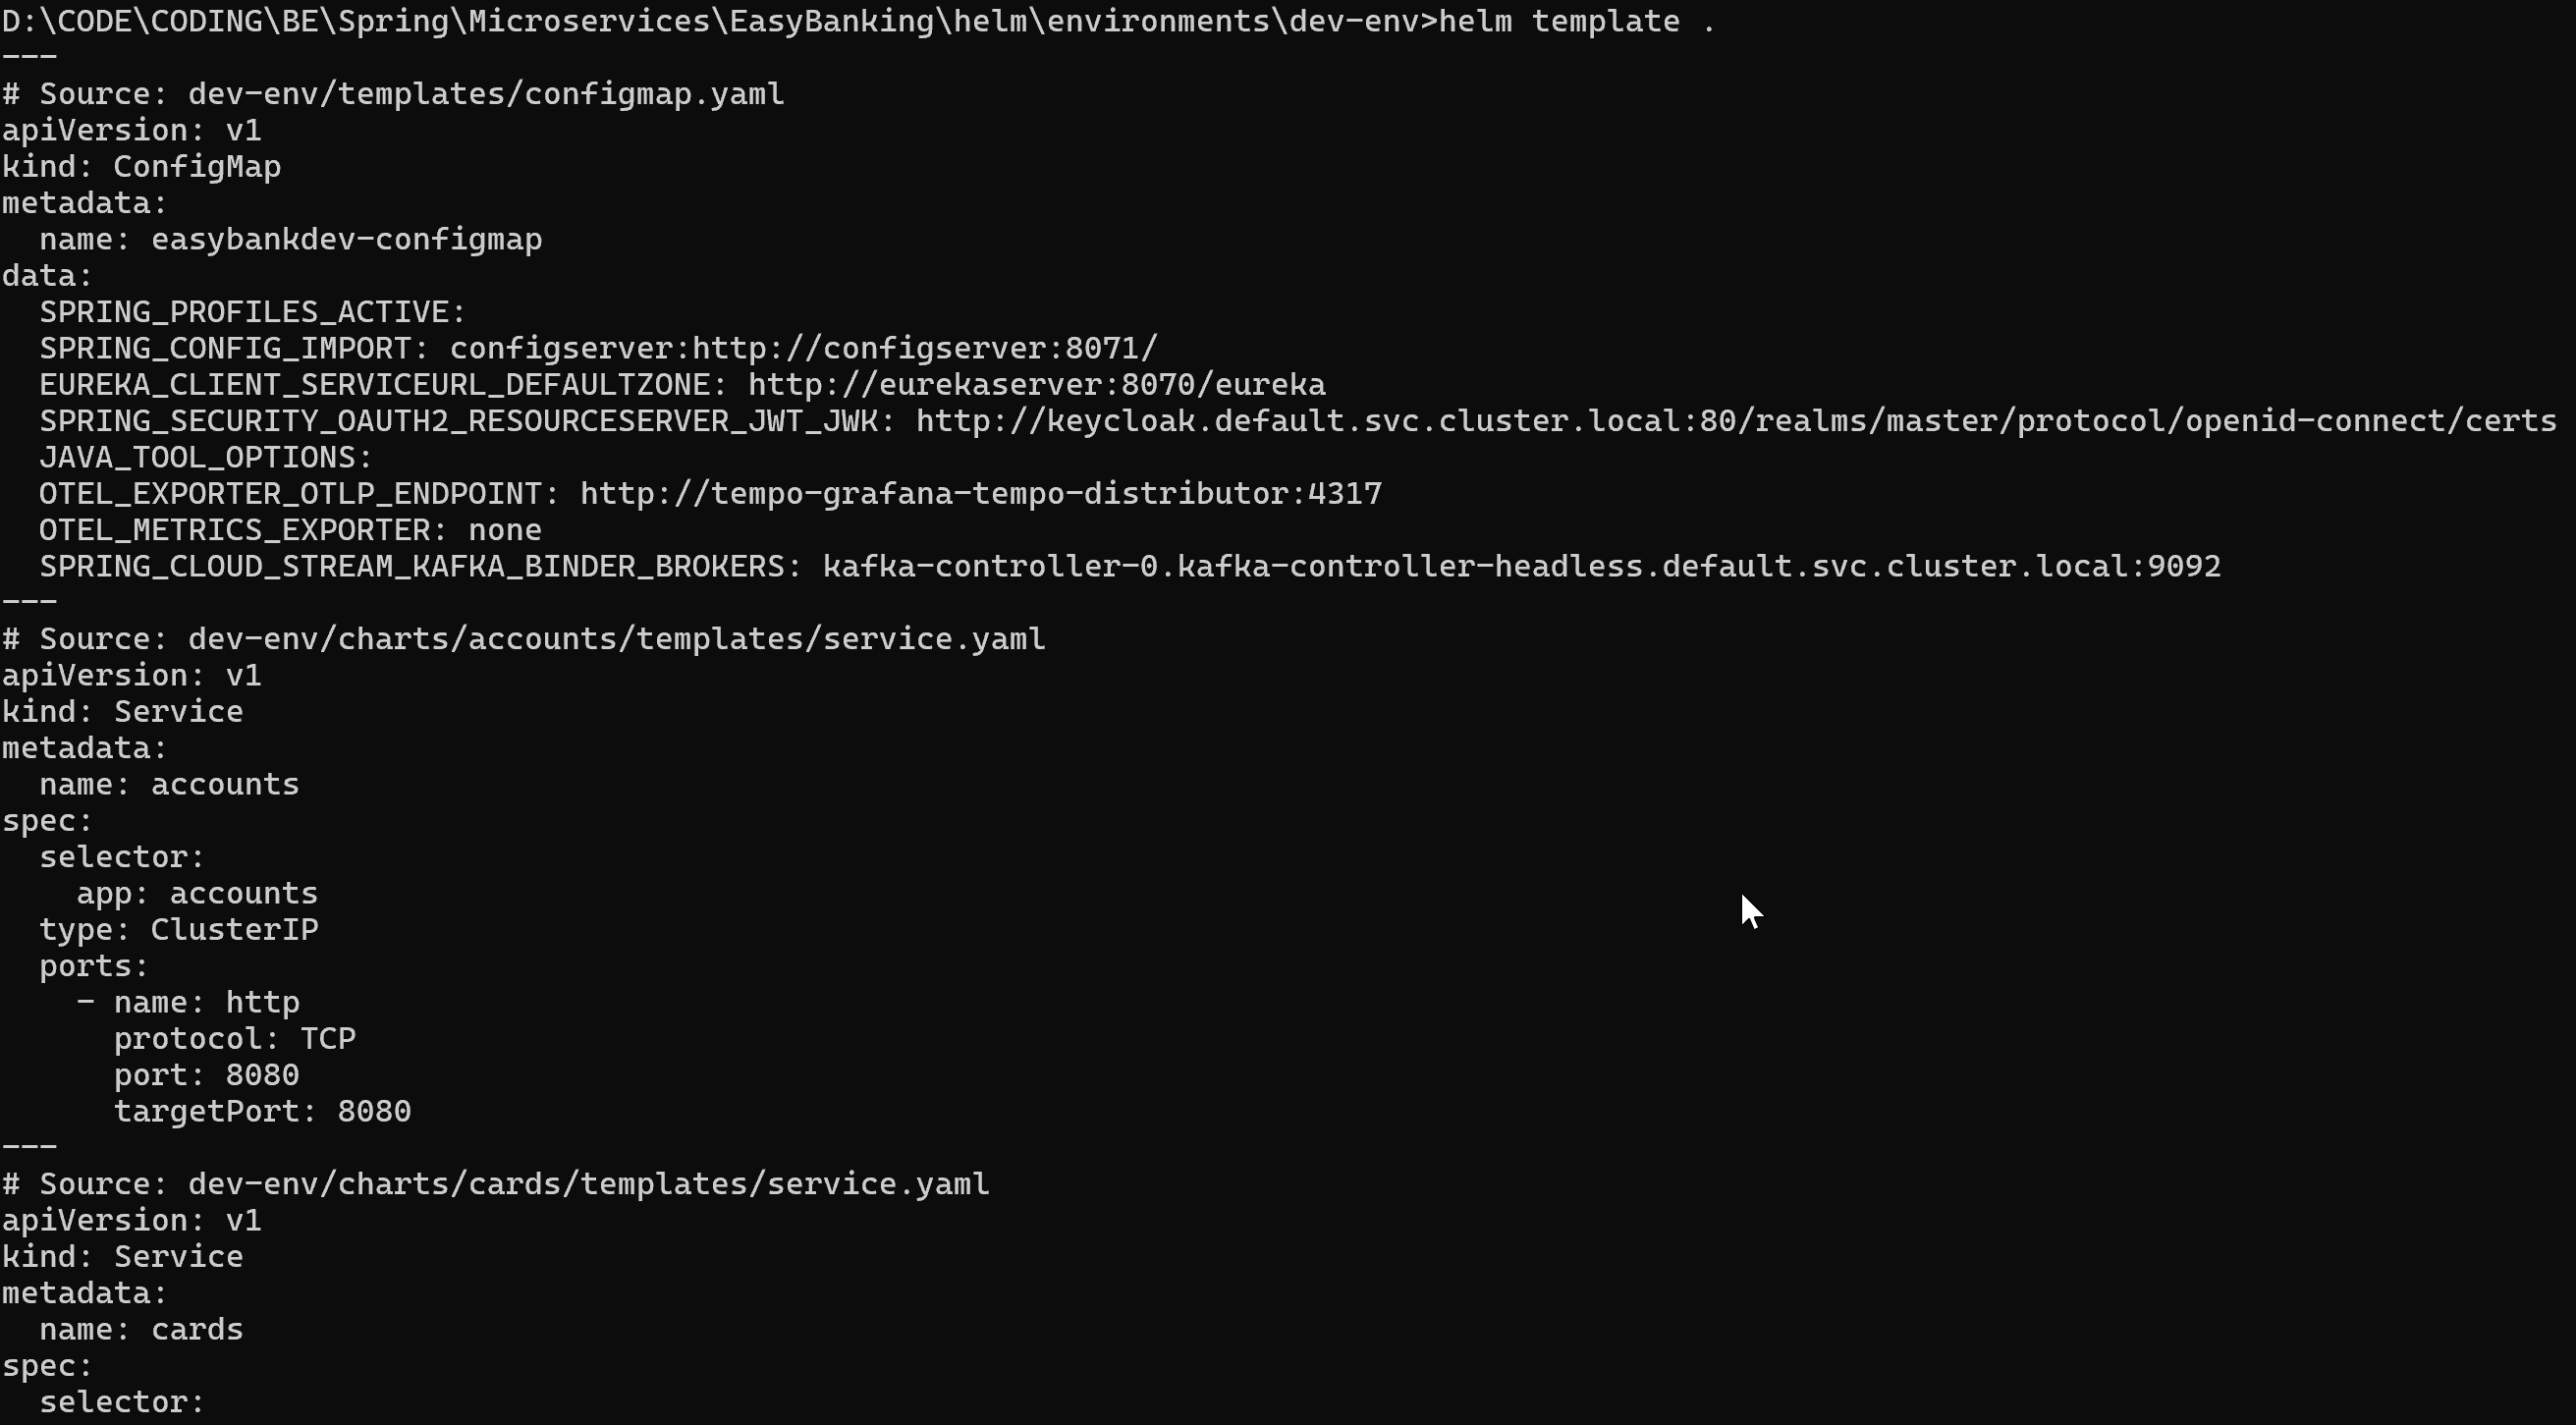 D:\CODE\CODING\BE\Spring\Microservices\EasyBanking\helm\environments\dev-env>helm template .
---
# Source: dev-env/templates/configmap.yaml
apiVersion: v1
kind: ConfigMap
metadata:
  name: easybankdev-configmap
data:
  SPRING_PROFILES_ACTIVE:
  SPRING_CONFIG_IMPORT: configserver:http://configserver:8071/
  EUREKA_CLIENT_SERVICEURL_DEFAULTZONE: http://eurekaserver:8070/eureka
  SPRING_SECURITY_OAUTH2_RESOURCESERVER_JWT_JWK: http://keycloak.default.svc.cluster.local:80/realms/master/protocol/openid-connect/certs
  JAVA_TOOL_OPTIONS:
  OTEL_EXPORTER_OTLP_ENDPOINT: http://tempo-grafana-tempo-distributor:4317
  OTEL_METRICS_EXPORTER: none
  SPRING_CLOUD_STREAM_KAFKA_BINDER_BROKERS: kafka-controller-0.kafka-controller-headless.default.svc.cluster.local:9092
---
# Source: dev-env/charts/accounts/templates/service.yaml
apiVersion: v1
kind: Service
metadata:
  name: accounts
spec:
  selector:
    app: accounts
  type: ClusterIP
  ports:
    - name: http
      protocol: TCP
      port: 8080
      targetPort: 8080
---
# Source: dev-env/charts/cards/templates/service.yaml
apiVersion: v1
kind: Service
metadata:
  name: cards
spec:
  selector: